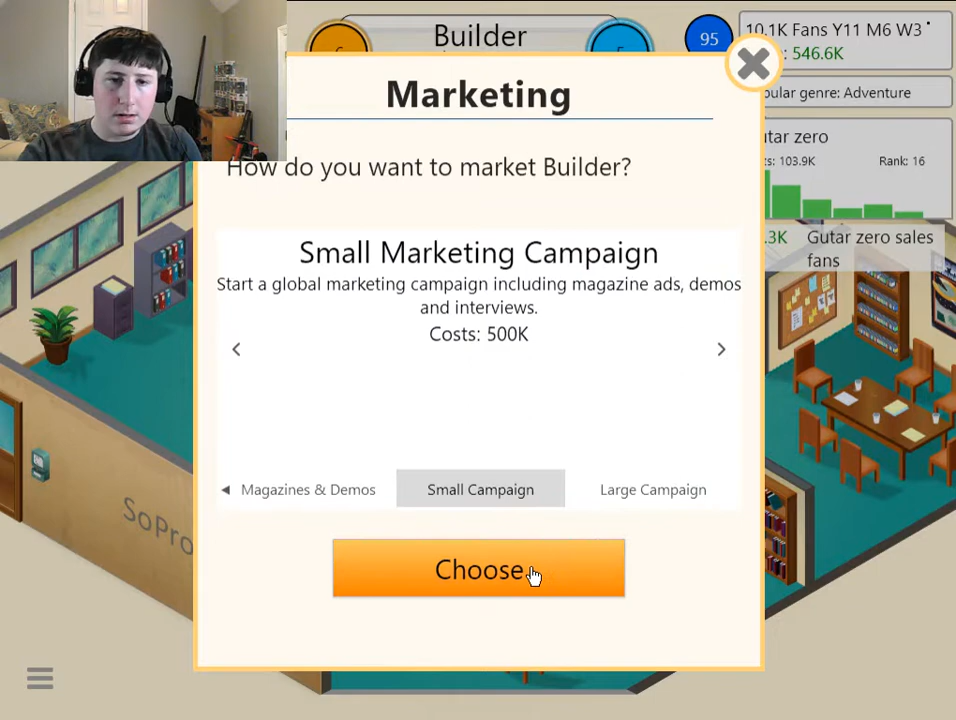 Builder
95
10.1K Fans Y11 M6 W3
546.6K
Marketing
pular genre: Adventure
utar zero
ts: 103.9K
Rank: 16
How do you want to market Builder?
.3K Gutar zero sales
fans
Small Marketing Campaign
Start a global marketing campaign including magazine ads, demos
and interviews.
Costs: 500K
Magazines & Demos
Small Campaign
Large Campaign
SoPro
Choose